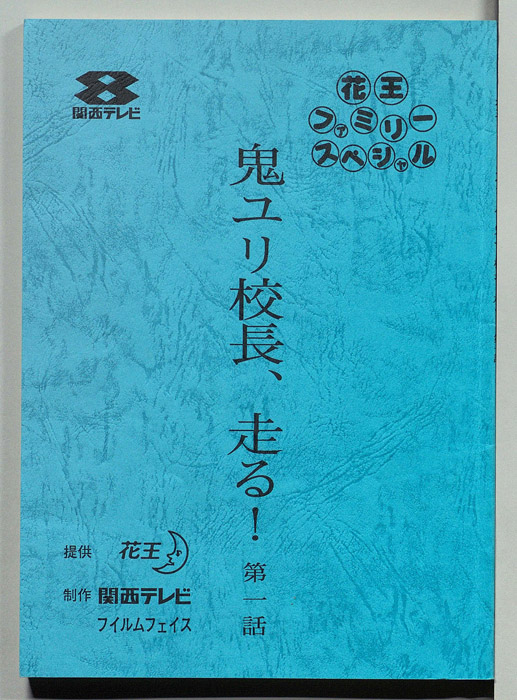 花王
ファミリー
スペシャル
関西テレビ
鬼ユリ校長、走る!
第一話
提供 花王
制作 関西テレビ
フイルムフェイス